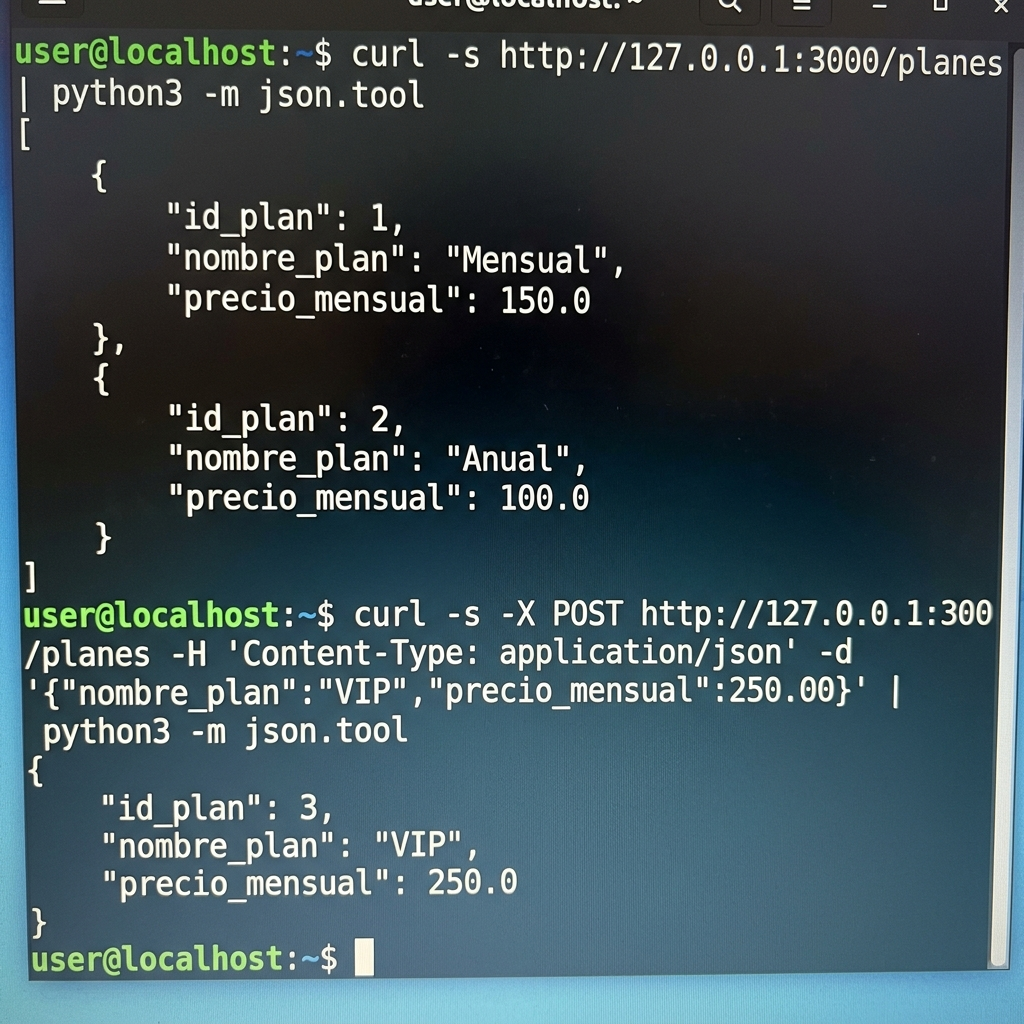 user@localhost: ~
user@localhost:~$ curl -s http://127.0.0.1:3000/planes
| python3 -m json.tool
[
    {
        "id_plan": 1,
        "nombre_plan": "Mensual",
        "precio_mensual": 150.0
    },
    {
        "id_plan": 2,
        "nombre_plan": "Anual",
        "precio_mensual": 100.0
    }
]
user@localhost:~$ curl -s -X POST http://127.0.0.1:300
/planes -H 'Content-Type: application/json' -d
'{"nombre_plan":"VIP","precio_mensual":250.00}' |
 python3 -m json.tool
{
    "id_plan": 3,
    "nombre_plan": "VIP",
    "precio_mensual": 250.0
}
user@localhost:~$